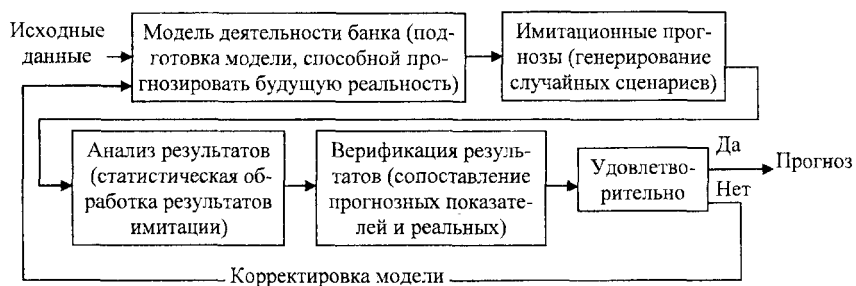 Исходные
данные
Модель деятельности банка (под-
готовка модели, способной про-
гнозировать будущую реальность)
Имитационные прог-
нозы (генерирование
случайных сценариев)
Анализ результатов
(статистическая об-
работка результатов
имитации)
Верификация резуль-
татов (сопоставление
прогнозных показате-
лей и реальных)
Удовлетво-
рительно
Да
Прогноз
Нет
Корректировка модели